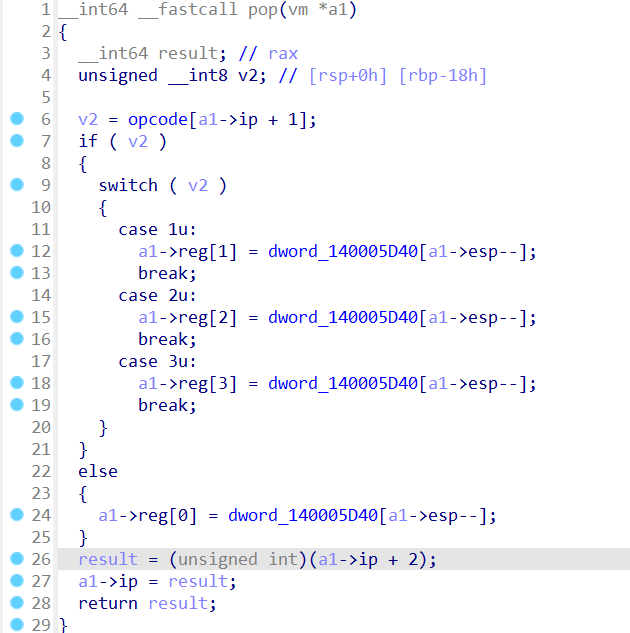 1 __int64 __fastcall pop(vm *a1)
2 {
3   __int64 result; // rax
4   unsigned __int8 v2; // [rsp+0h] [rbp-18h]
5
6   v2 = opcode[a1->ip + 1];
7   if ( v2 )
8   {
9     switch ( v2 )
10     {
11       case 1u:
12         a1->reg[1] = dword_140005D40[a1->esp--];
13         break;
14       case 2u:
15         a1->reg[2] = dword_140005D40[a1->esp--];
16         break;
17       case 3u:
18         a1->reg[3] = dword_140005D40[a1->esp--];
19         break;
20     }
21   }
22   else
23   {
24     a1->reg[0] = dword_140005D40[a1->esp--];
25   }
26   result = (unsigned int)(a1->ip + 2);
27   a1->ip = result;
28   return result;
29 }